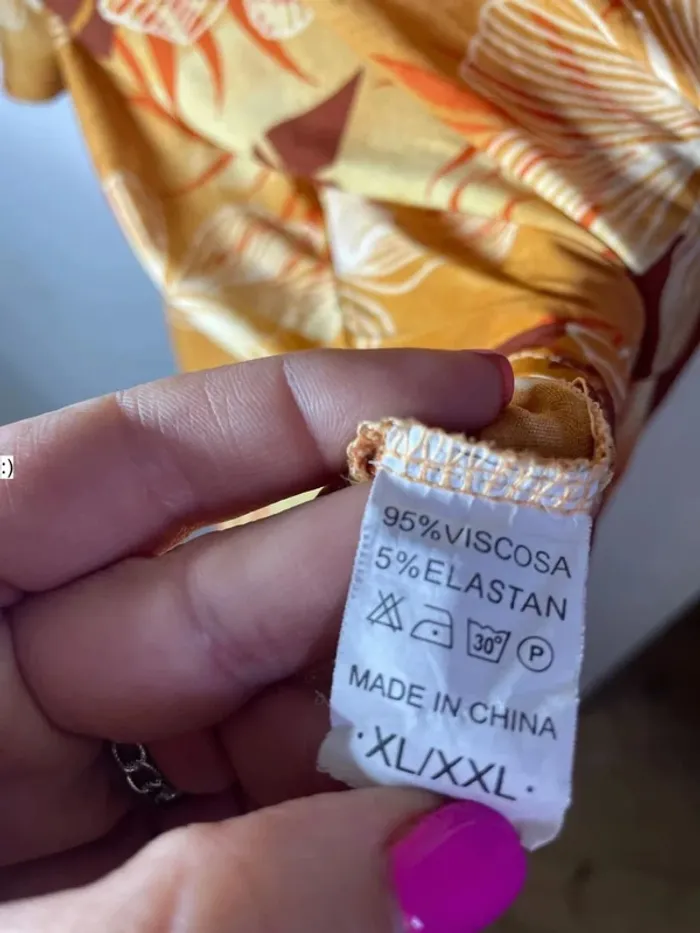 :)
95%VISCOSA
5%ELASTAN
30° P
MADE IN CHINA
·XL/XXL·